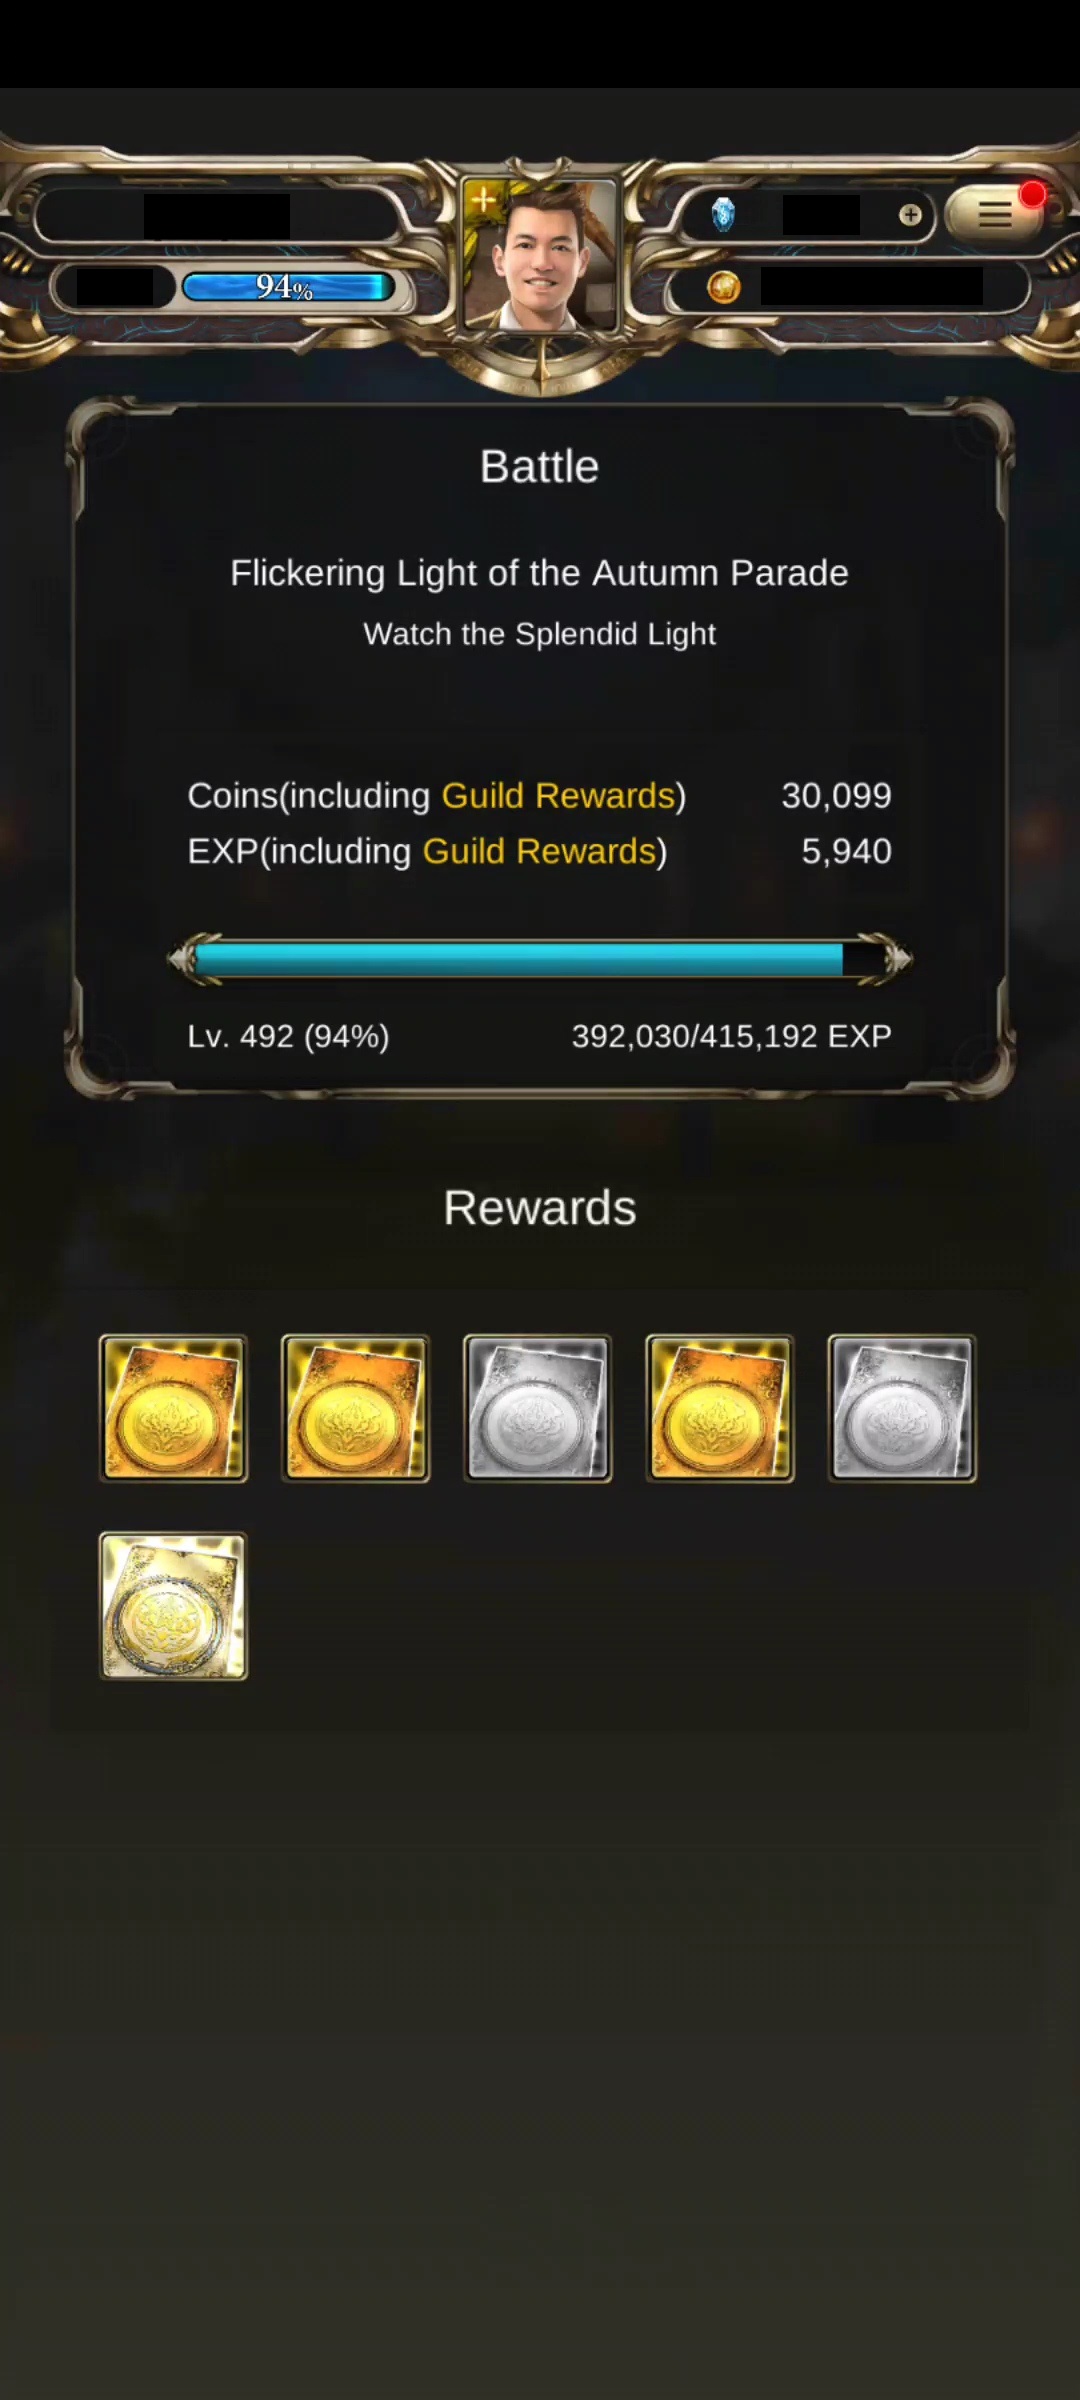 94%
Battle
Flickering Light of the Autumn Parade
Watch the Splendid Light
Coins(including Guild Rewards) 30,099
EXP(including Guild Rewards) 5,940
Lv. 492 (94%) 392,030/415,192 EXP
Rewards